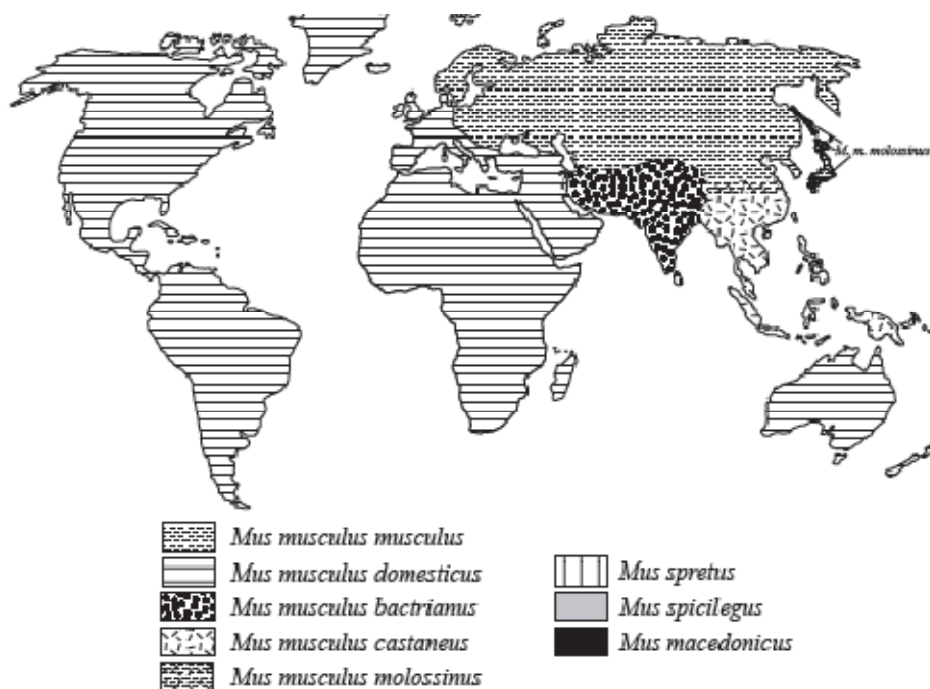 M. m. molossinus
Mus musculus musculus
Mus musculus domesticus
Mus musculus bactrianus
Mus musculus castaneus
Mus musculus molossinus
Mus spretus
Mus spicilegus
Mus macedonicus